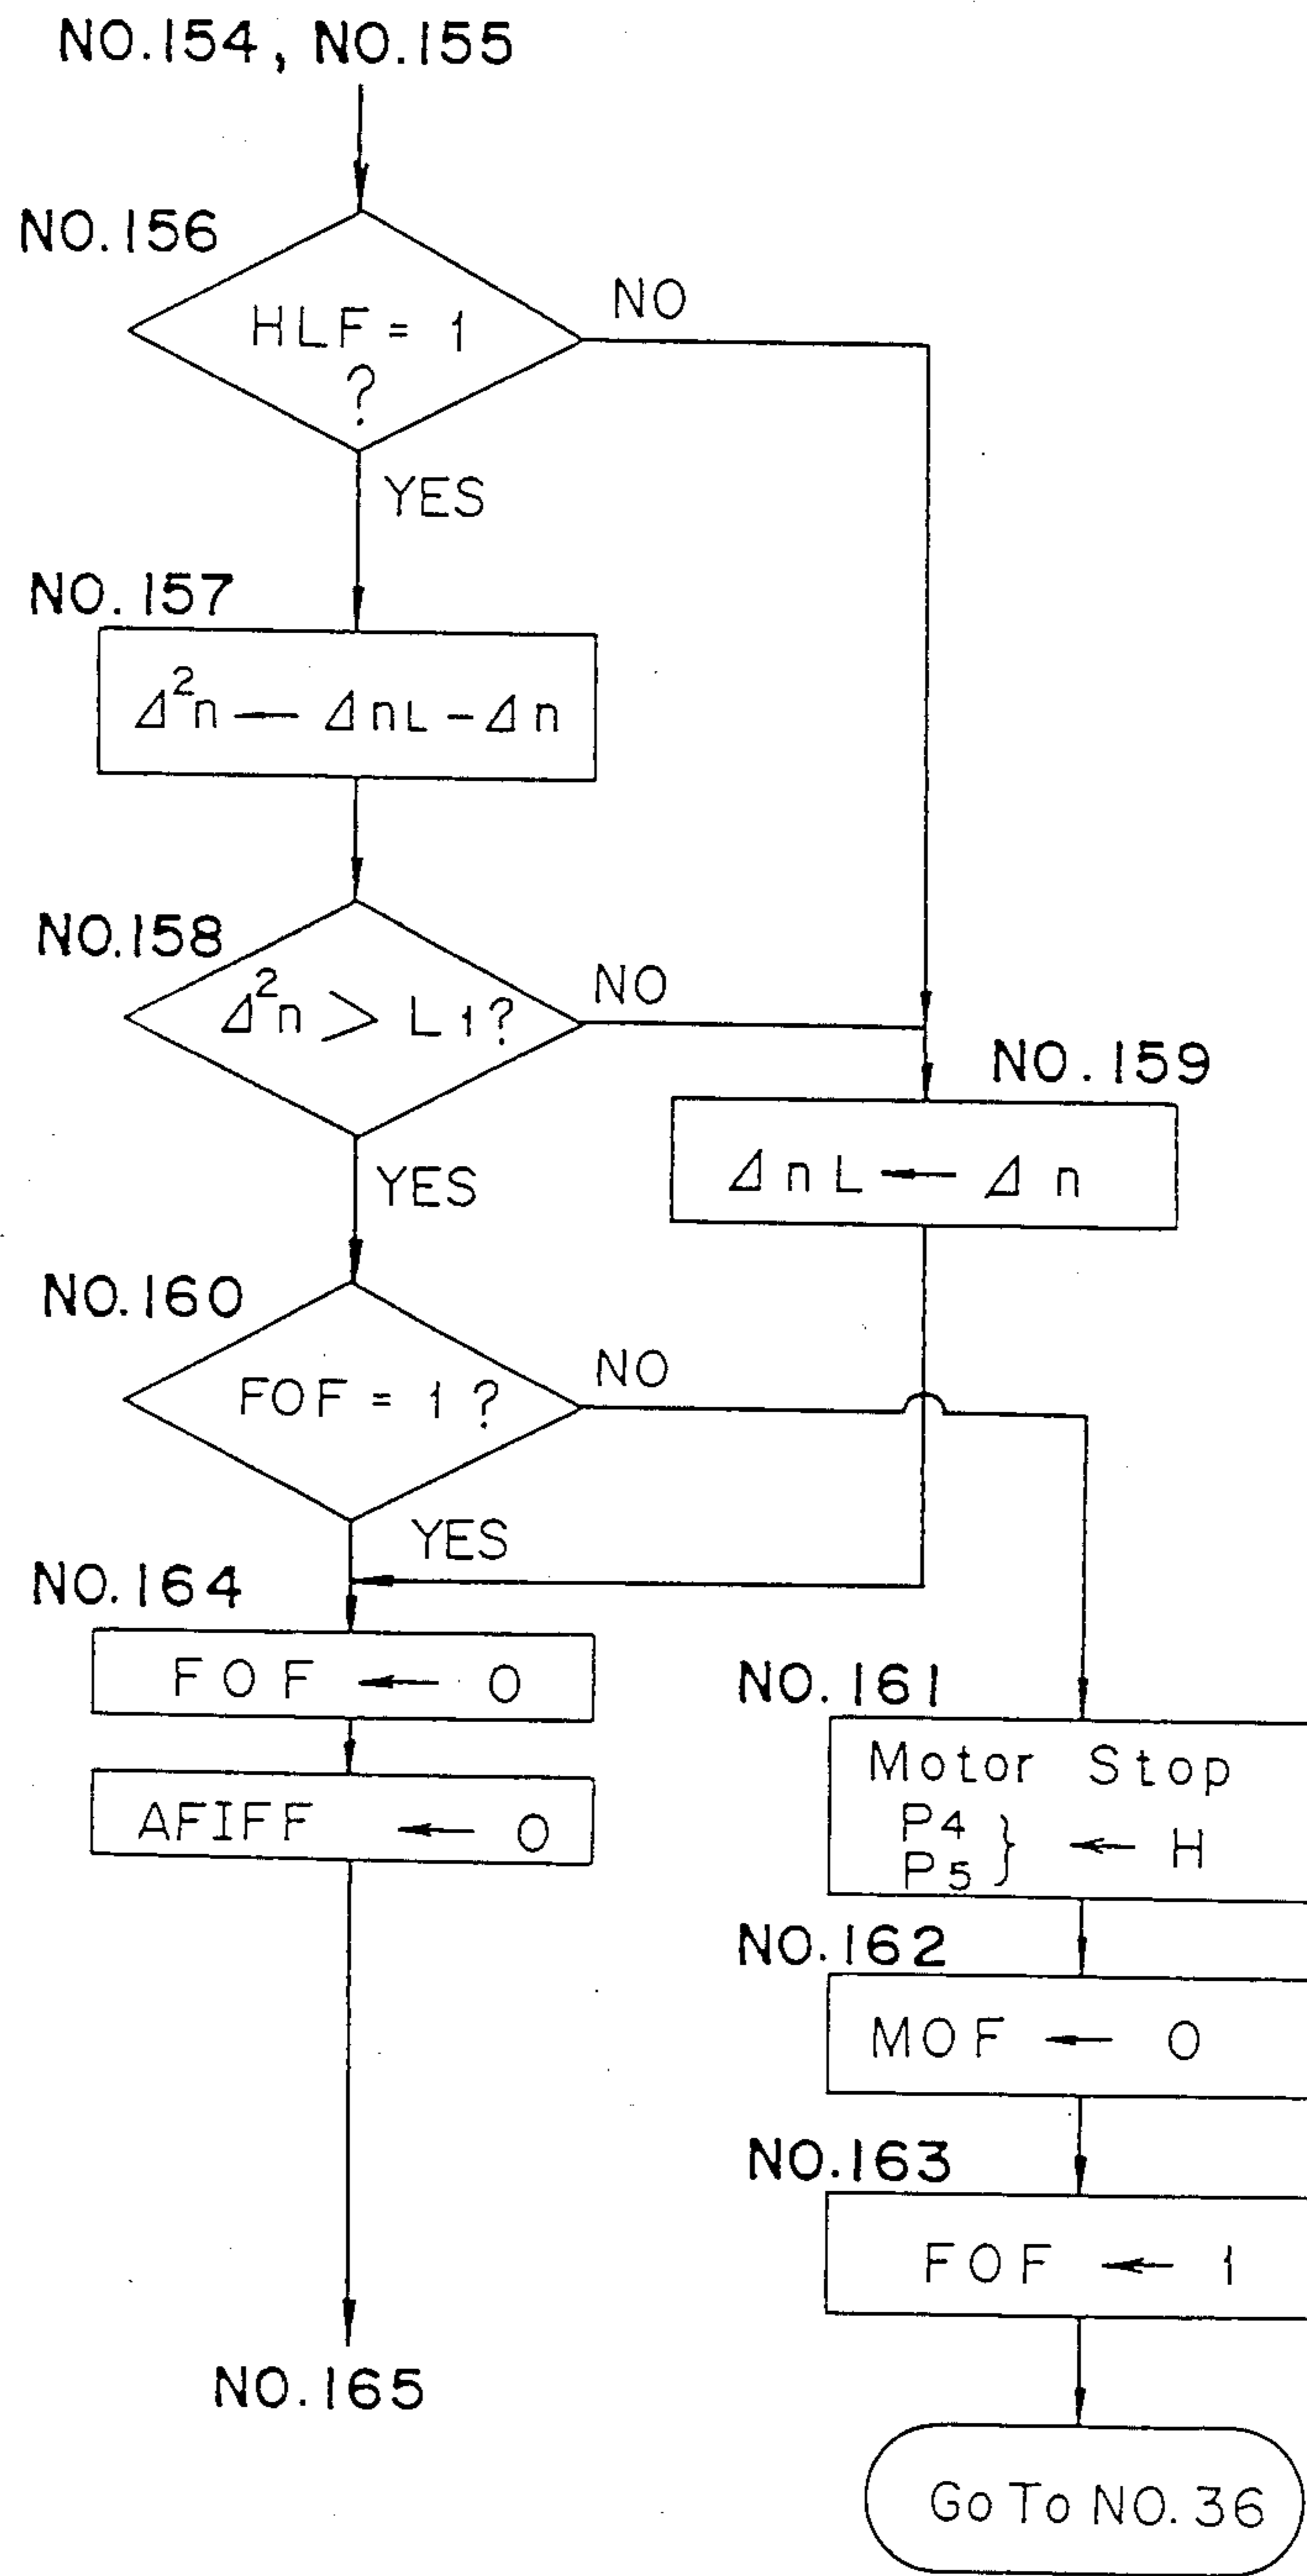 NO.154, NO.155
NO.156
HLF = 1
?
NO
YES
NO.157
Δ²n ← ΔnL - Δn
NO.158
Δ²n > L1?
NO
YES
NO.159
ΔnL ← Δn
NO.160
FOF = 1?
NO
YES
NO.164
FOF ← 0
AFIFF ← 0
NO.165
NO.161
Motor Stop
P4
P5 } ← H
NO.162
MOF ← 0
NO.163
FOF ← 1
Go To NO.36